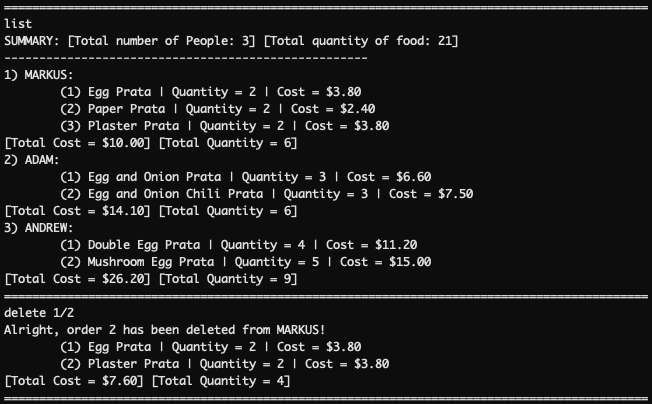 list
SUMMARY: [Total number of People: 3] [Total quantity of food: 21]
----------------------------------------------------
1) MARKUS:
(1) Egg Prata | Quantity = 2 | Cost = $3.80
(2) Paper Prata | Quantity = 2 | Cost = $2.40
(3) Plaster Prata | Quantity = 2 | Cost = $3.80
[Total Cost = $10.00] [Total Quantity = 6]
2) ADAM:
(1) Egg and Onion Prata | Quantity = 3 | Cost = $6.60
(2) Egg and Onion Chili Prata | Quantity = 3 | Cost = $7.50
[Total Cost = $14.10] [Total Quantity = 6]
3) ANDREW:
(1) Double Egg Prata | Quantity = 4 | Cost = $11.20
(2) Mushroom Egg Prata | Quantity = 5 | Cost = $15.00
[Total Cost = $26.20] [Total Quantity = 9]
delete 1/2
Alright, order 2 has been deleted from MARKUS!
(1) Egg Prata | Quantity = 2 | Cost = $3.80
(2) Plaster Prata | Quantity = 2 | Cost = $3.80
[Total Cost = $7.60] [Total Quantity = 4]